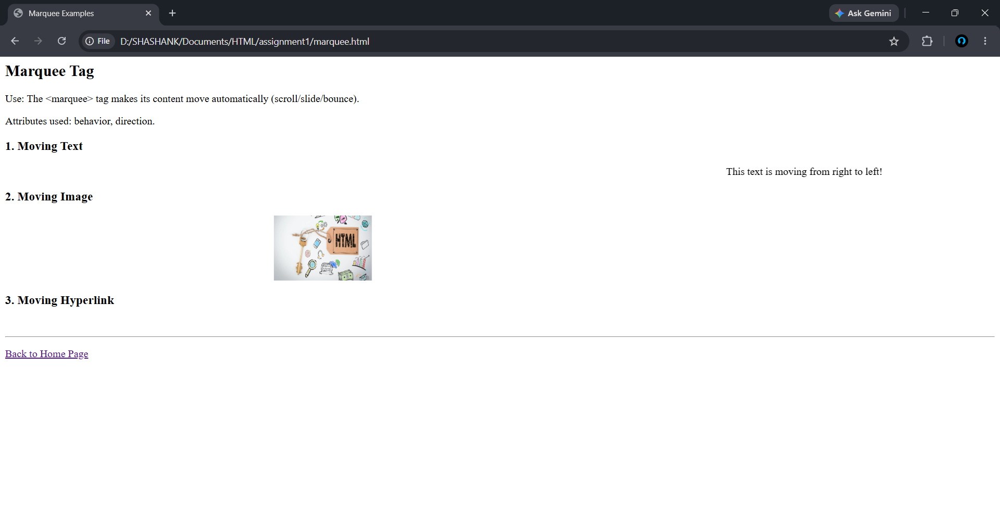 Marquee Examples
Ask Gemini
File
D:/SHASHANK/Documents/HTML/assignment1/marquee.html
Marquee Tag
Use: The <marquee> tag makes its content move automatically (scroll/slide/bounce).
Attributes used: behavior, direction.
1. Moving Text
This text is moving from right to left!
2. Moving Image
HTML
3. Moving Hyperlink
Back to Home Page